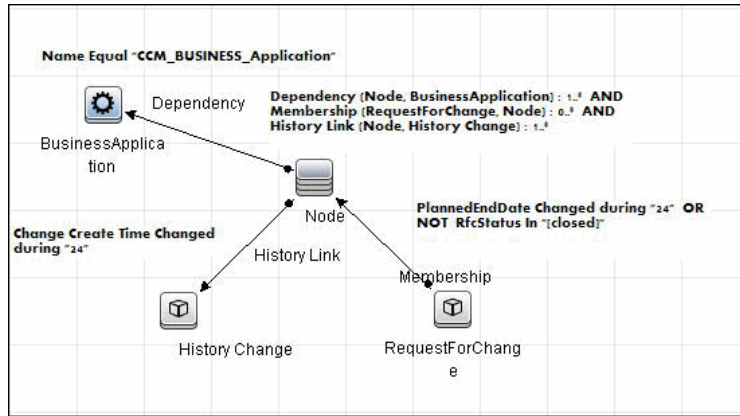 Name Equal "CCM_BUSINESS_Application"
Dependency
Dependency (Node, BusinessApplication) : 1..* AND
Membership (RequestForChange, Node) : 0..* AND
History Link (Node, History Change) : 1..*
BusinessApplica
tion
Node
PlannedEndDate Changed during "24" OR
NOT RfcStatus In "[closed]"
Change Create Time Changed
during "24"
History Link
Membership
History Change
RequestForChang
e